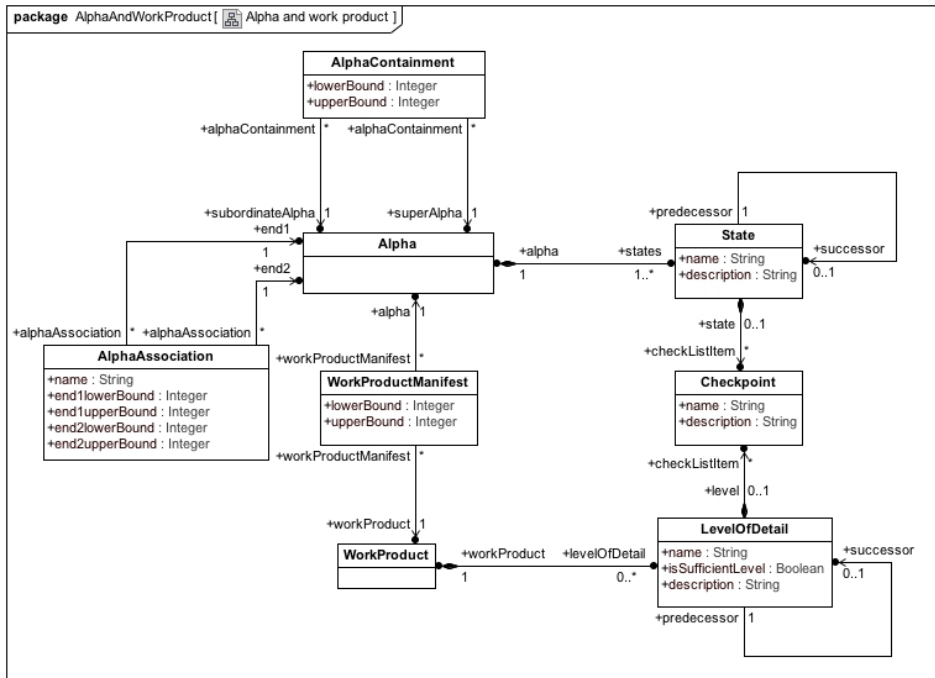 package AlphaAndWorkProduct [ Alpha and work product ]
AlphaContainment
+lowerBound : Integer
+upperBound : Integer
+alphaContainment * +alphaContainment *
+subordinateAlpha 1 +superAlpha 1
+end1
1
+end2
1
Alpha
+alpha
1
+states
1..*
+predecessor 1
State
+name : String
+description : String
+successor
0..1
+alphaAssociation * +alphaAssociation *
AlphaAssociation
+name : String
+end1lowerBound : Integer
+end1upperBound : Integer
+end2lowerBound : Integer
+end2upperBound : Integer
+alpha 1
+workProductManifest *
WorkProductManifest
+lowerBound : Integer
+upperBound : Integer
+workProductManifest *
+state 0..1
+checkListItem *
Checkpoint
+name : String
+description : String
+checkListItem *
+level 0..1
+workProduct 1
WorkProduct
+workProduct
1
+levelOfDetail
0..*
LevelOfDetail
+name : String
+isSufficientLevel : Boolean
+description : String
+successor
0..1
+predecessor 1